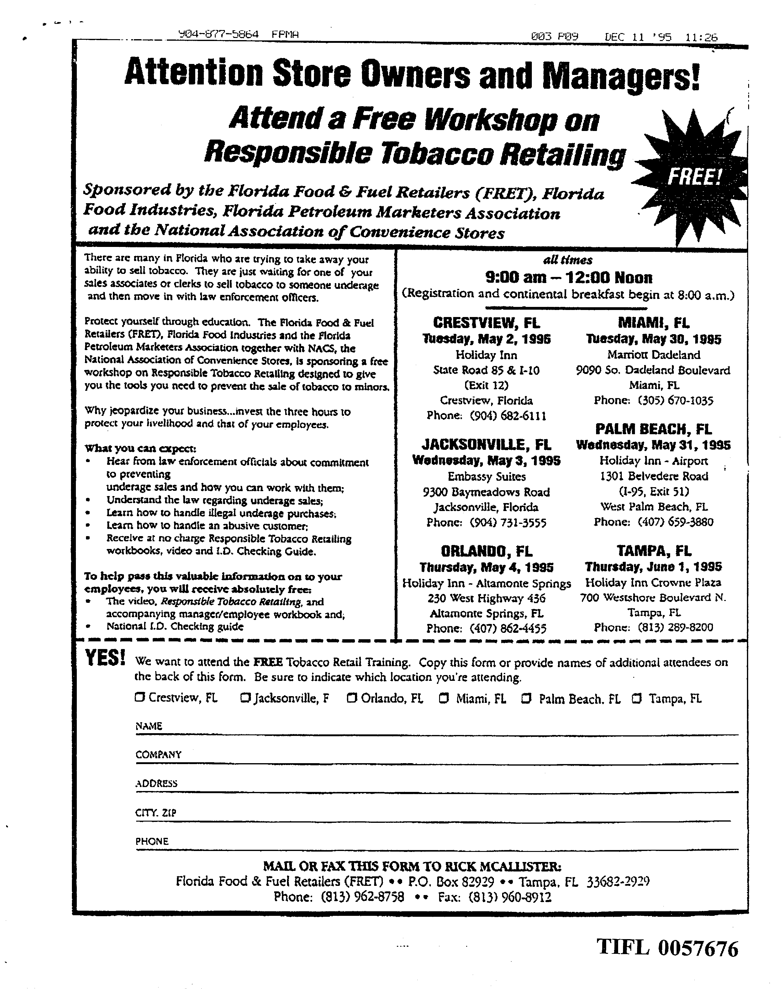 904-877-5864 FPMA 003 P09 DEC 11 '95 11:26
Attention Store Owners and Managers!
Attend a Free Workshop on
Responsible Tobacco Retailing
FREE!
Sponsored by the Florida Food & Fuel Retailers (FRET), Florida
Food Industries, Florida Petroleum Marketers Association
and the National Association of Convenience Stores
There are many in Florida who are trying to take away your
ability to sell tobacco. They are just waiting for one of your
sales associates or clerks to sell tobacco to someone underage
and then move in with law enforcement officers.
Protect yourself through education. The Florida Food & Fuel
Retailers (FRET), Florida Food Industries and the Florida
Petroleum Marketers Association together with NACS, the
National Association of Convenience Stores, is sponsoring a free
workshop on Responsible Tobacco Retailing designed to give
you the tools you need to prevent the sale of tobacco to minors.
Why jeopardize your business...invest the three hours to
protect your livelihood and that of your employees.
What you can expect:
• Hear from law enforcement officials about commitment
to preventing
underage sales and how you can work with them;
• Understand the law regarding underage sales;
• Learn how to handle illegal underage purchases;
• Learn how to handle an abusive customer;
• Receive at no charge Responsible Tobacco Retailing
workbooks, video and I.D. Checking Guide.
To help pass this valuable information on to your
employees, you will receive absolutely free:
• The video, Responsible Tobacco Retailing, and
accompanying manager/employee workbook and;
• National I.D. Checking guide
all times
9:00 am – 12:00 Noon
(Registration and continental breakfast begin at 8:00 a.m.)
CRESTVIEW, FL
Tuesday, May 2, 1995
Holiday Inn
State Road 85 & I-10
(Exit 12)
Crestview, Florida
Phone: (904) 682-6111
JACKSONVILLE, FL
Wednesday, May 3, 1995
Embassy Suites
9300 Baymeadows Road
Jacksonville, Florida
Phone: (904) 731-3555
ORLANDO, FL
Thursday, May 4, 1995
Holiday Inn - Altamonte Springs
230 West Highway 436
Altamonte Springs, FL
Phone: (407) 862-4455
MIAMI, FL
Tuesday, May 30, 1995
Marriott Dadeland
9090 So. Dadeland Boulevard
Miami, FL
Phone: (305) 670-1035
PALM BEACH, FL
Wednesday, May 31, 1995
Holiday Inn - Airport
1301 Belvedere Road
(I-95, Exit 51)
West Palm Beach, FL
Phone: (407) 659-3880
TAMPA, FL
Thursday, June 1, 1995
Holiday Inn Crowne Plaza
700 Westshore Boulevard N.
Tampa, FL
Phone: (813) 289-8200
YES! We want to attend the FREE Tobacco Retail Training. Copy this form or provide names of additional attendees on
the back of this form. Be sure to indicate which location you're attending.
❒ Crestview, FL ❒ Jacksonville, F ❒ Orlando, FL ❒ Miami, FL ❒ Palm Beach. FL ❒ Tampa, FL
NAME
COMPANY
ADDRESS
CITY. ZIP
PHONE
MAIL OR FAX THIS FORM TO RICK MCALLISTER:
Florida Food & Fuel Retailers (FRET) •• P.O. Box 82929 •• Tampa, FL 33682-2929
Phone: (813) 962-8758 •• Fax: (813) 960-8912
TIFL 0057676